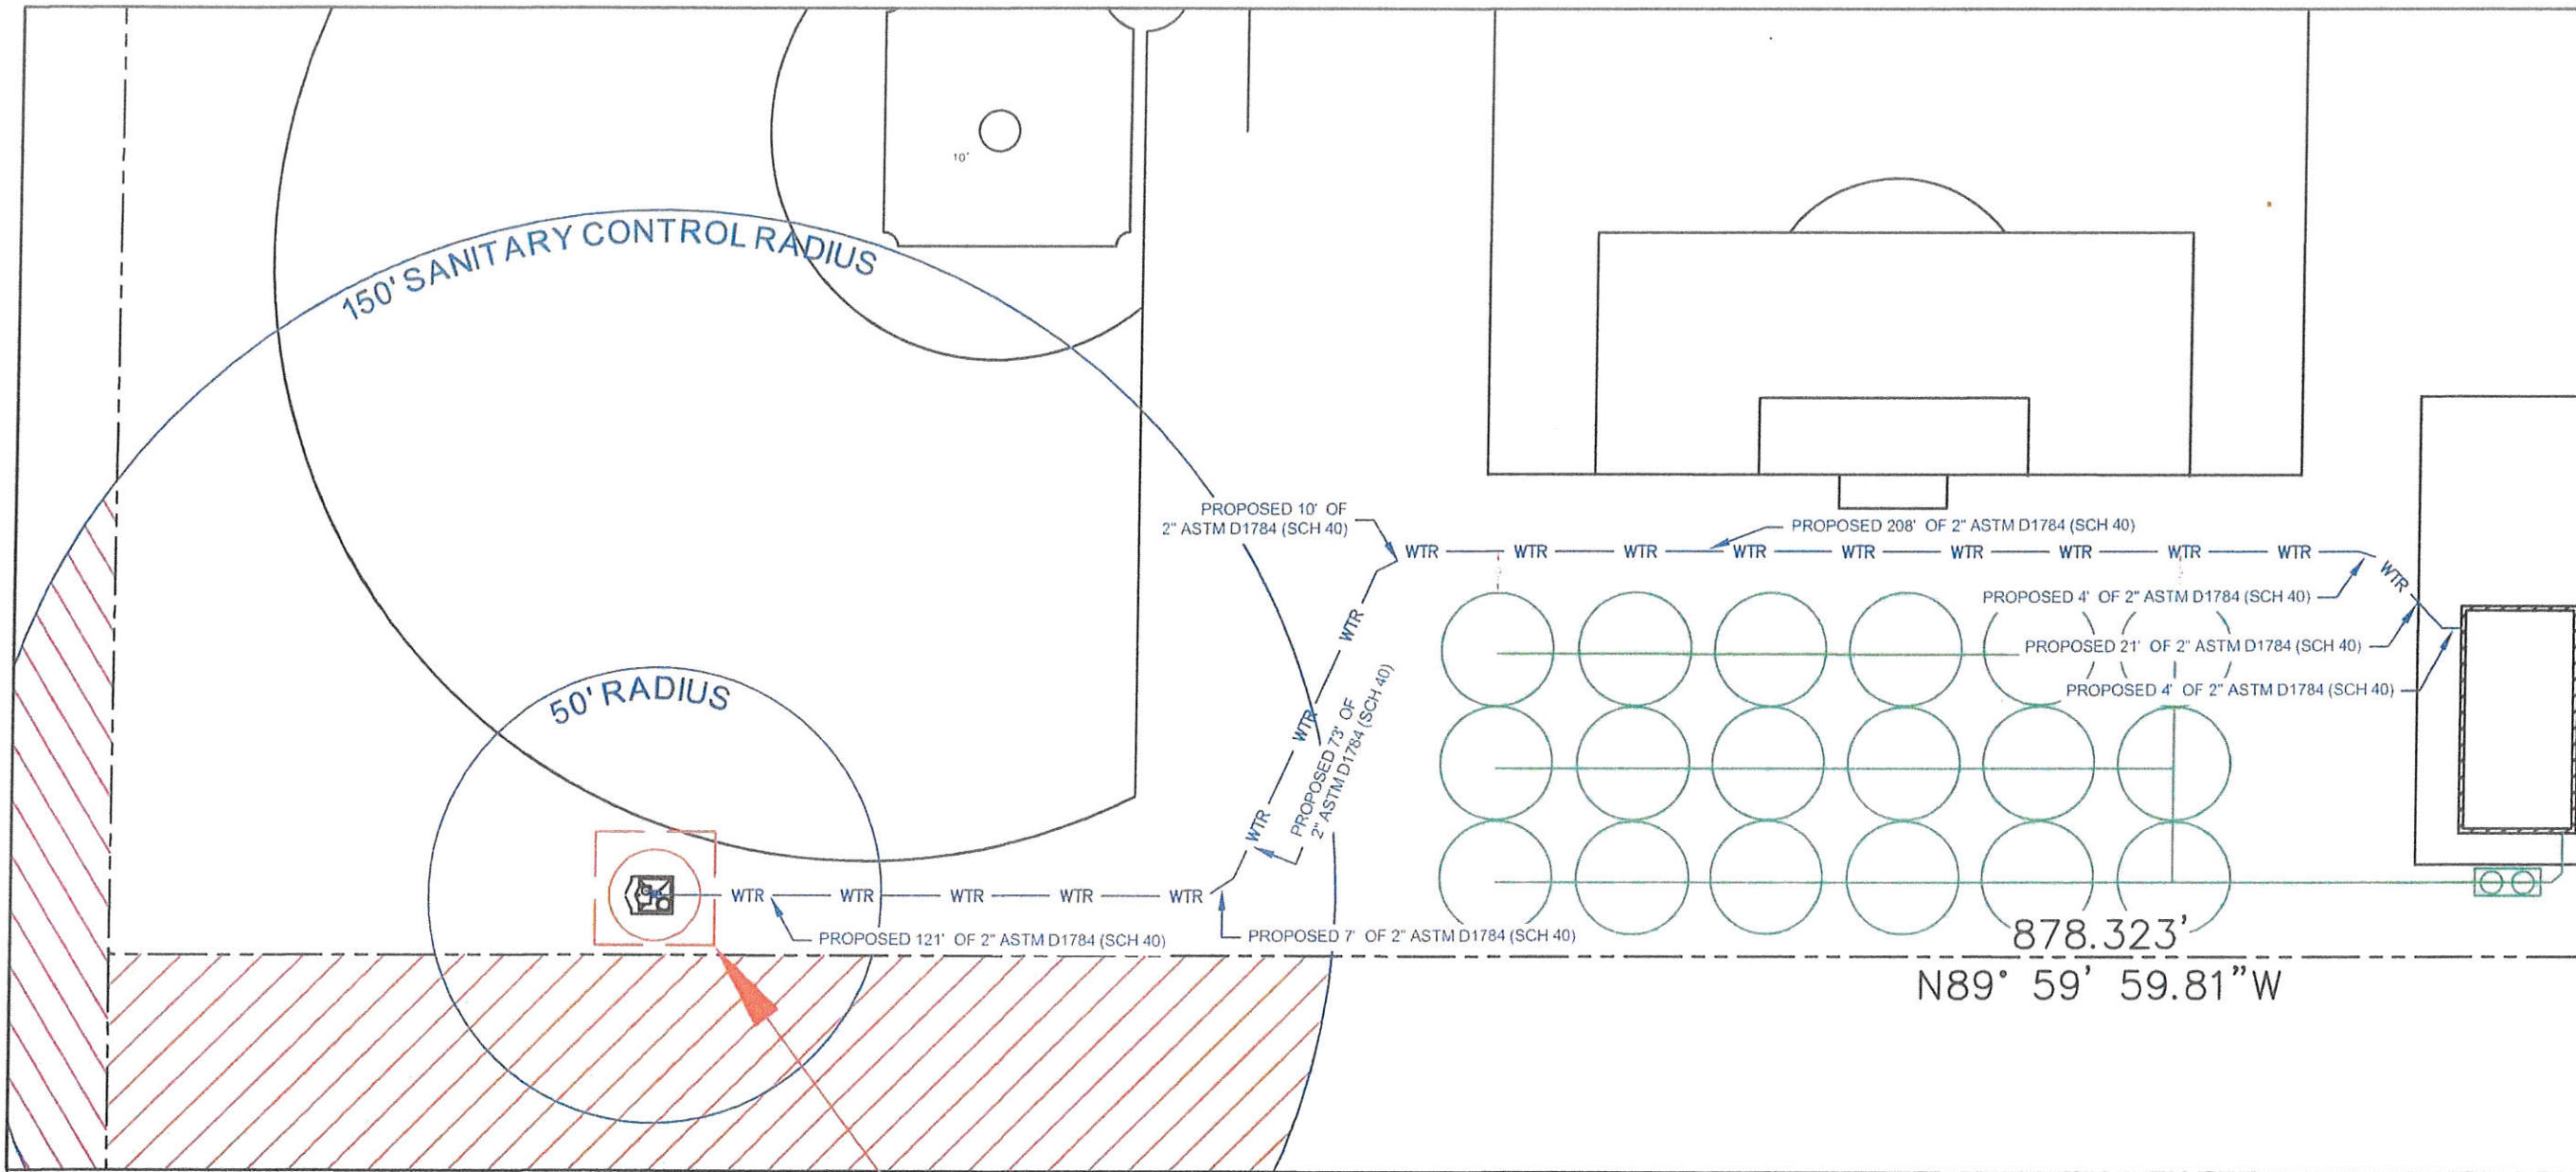 10'
150' SANITARY CONTROL RADIUS
PROPOSED 10' OF
2" ASTM D1784 (SCH 40)
PROPOSED 208' OF 2" ASTM D1784 (SCH 40)
WTR WTR WTR WTR WTR WTR WTR WTR WTR
WTR
PROPOSED 4' OF 2" ASTM D1784 (SCH 40)
PROPOSED 21' OF 2" ASTM D1784 (SCH 40)
PROPOSED 4' OF 2" ASTM D1784 (SCH 40)
WTR
WTR
WTR
PROPOSED 73' OF
2" ASTM D1784 (SCH 40)
50' RADIUS
WTR WTR WTR WTR WTR
PROPOSED 121' OF 2" ASTM D1784 (SCH 40)
PROPOSED 7' OF 2" ASTM D1784 (SCH 40)
878.323'
N89° 59' 59.81"W